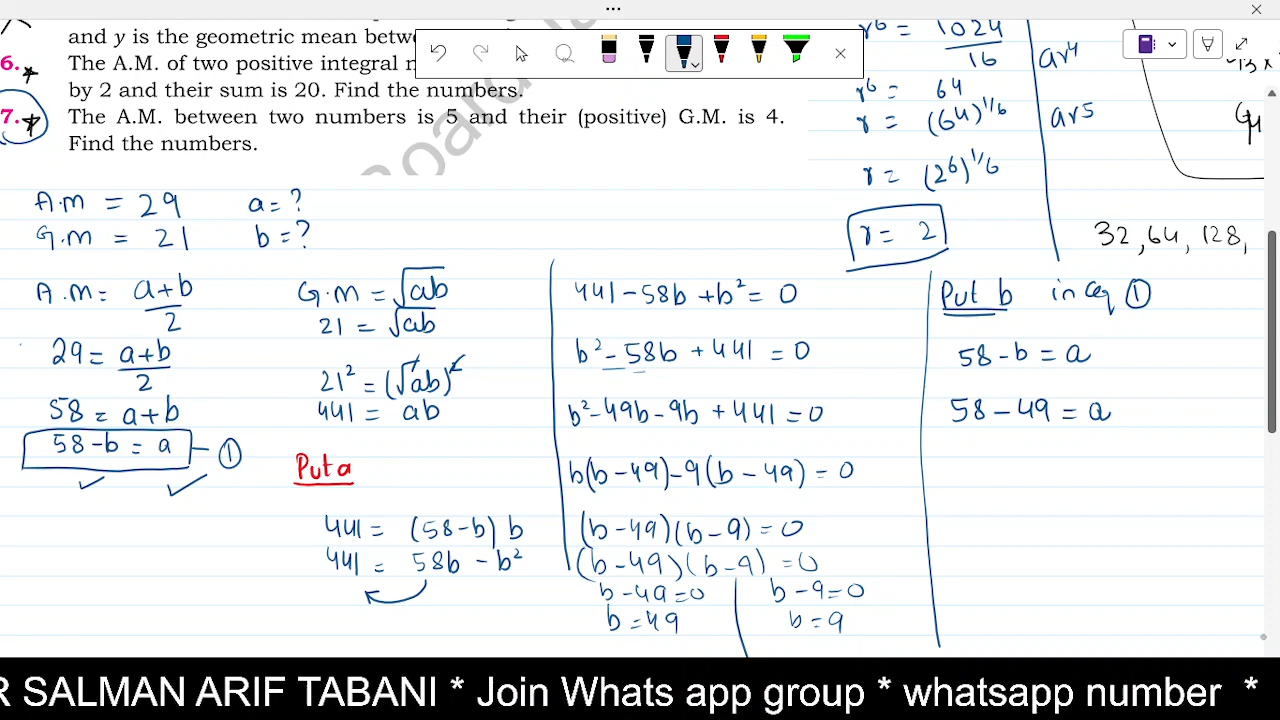 and y is the geometric mean betwe
6. The A.M. of two positive integral n
by 2 and their sum is 20. Find the numbers.
7. The A.M. between two numbers is 5 and their (positive) G.M. is 4.
Find the numbers.
Board
A.m = 29
a = ?
G.m = 21
b = ?
A.m = a+b/2
29 = a+b/2
58 = a+b
58-b = a — ①
G.m = √ab
21 = √ab
21² = (√ab)²
441 = ab
Put a
441 = (58-b) b
441 = 58b - b²
441 - 58b + b² = 0
b² - 58b + 441 = 0
b² - 49b - 9b + 441 = 0
b(b-49) - 9(b-49) = 0
(b-49)(b-9) = 0
(b-49)(b-9) = 0
b-49=0
b=49
b-9=0
b=9
r⁶ = 1024/16
r⁶ = 64
r = (64)^1/6
r = (2⁶)^1/6
r = 2
ar⁴
ar⁵
32, 64, 128,
Put b in eq ①
58-b = a
58-49 = a
R SALMAN ARIF TABANI * Join Whats app group * whatsapp number *